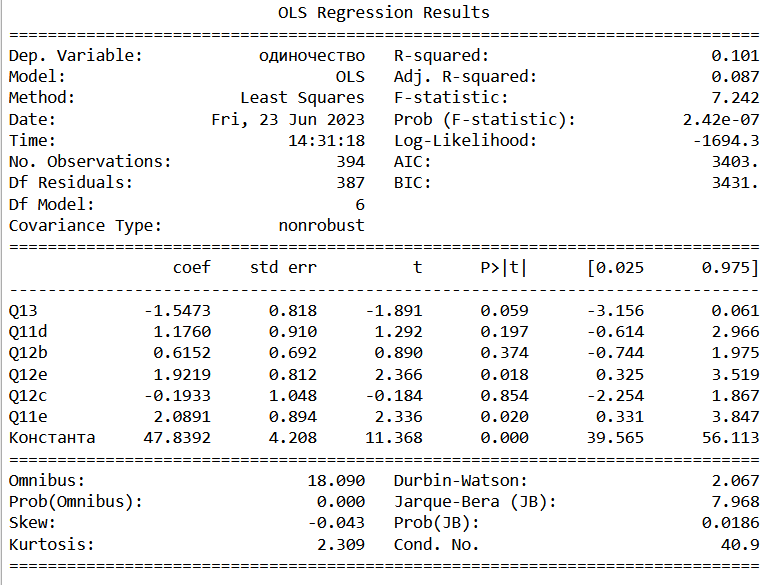 OLS Regression Results
==============================================================================
Dep. Variable: одиночество R-squared: 0.101
Model: OLS Adj. R-squared: 0.087
Method: Least Squares F-statistic: 7.242
Date: Fri, 23 Jun 2023 Prob (F-statistic): 2.42e-07
Time: 14:31:18 Log-Likelihood: -1694.3
No. Observations: 394 AIC: 3403.
Df Residuals: 387 BIC: 3431.
Df Model: 6
Covariance Type: nonrobust
==============================================================================
coef std err t P>|t| [0.025 0.975]
------------------------------------------------------------------------------
Q13 -1.5473 0.818 -1.891 0.059 -3.156 0.061
Q11d 1.1760 0.910 1.292 0.197 -0.614 2.966
Q12b 0.6152 0.692 0.890 0.374 -0.744 1.975
Q12e 1.9219 0.812 2.366 0.018 0.325 3.519
Q12c -0.1933 1.048 -0.184 0.854 -2.254 1.867
Q11e 2.0891 0.894 2.336 0.020 0.331 3.847
Константа 47.8392 4.208 11.368 0.000 39.565 56.113
==============================================================================
Omnibus: 18.090 Durbin-Watson: 2.067
Prob(Omnibus): 0.000 Jarque-Bera (JB): 7.968
Skew: -0.043 Prob(JB): 0.0186
Kurtosis: 2.309 Cond. No. 40.9
==============================================================================